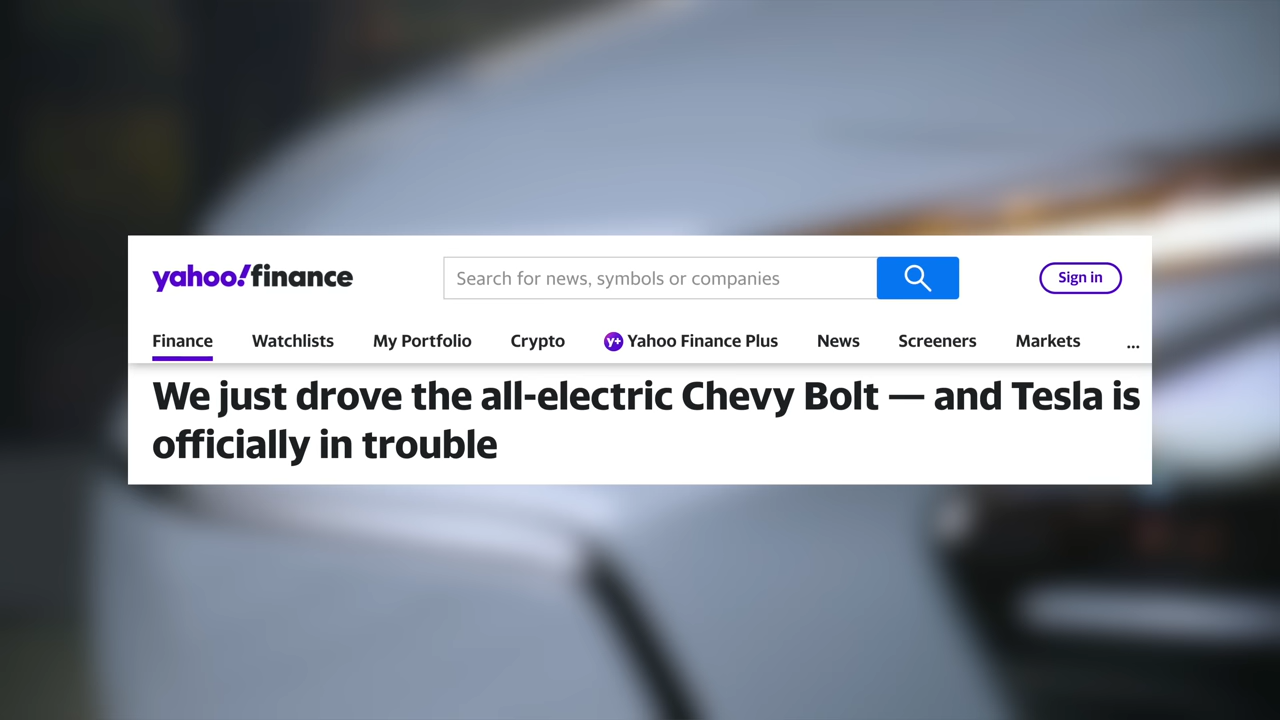 yahoo!finance
Search for news, symbols or companies
Sign in
Finance Watchlists My Portfolio Crypto y+ Yahoo Finance Plus News Screeners Markets ...
We just drove the all-electric Chevy Bolt — and Tesla is
officially in trouble